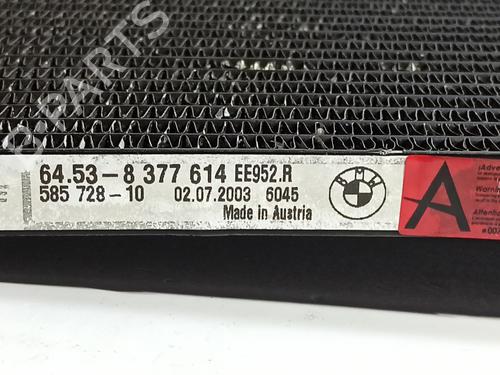 B-PARTS
64.53- 8 377 614 EE952.R
585 728-10 02.07.2003 6045
Made in Austria
BMW
A